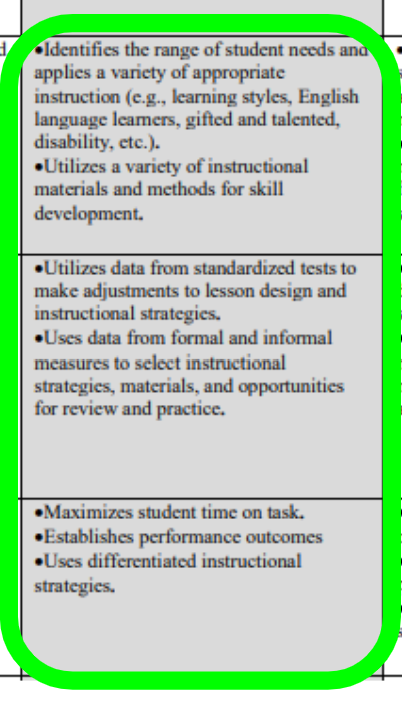 •Identifies the range of student needs and
applies a variety of appropriate
instruction (e.g., learning styles, English
language learners, gifted and talented,
disability, etc.).
•Utilizes a variety of instructional
materials and methods for skill
development.
•Utilizes data from standardized tests to
make adjustments to lesson design and
instructional strategies.
•Uses data from formal and informal
measures to select instructional
strategies, materials, and opportunities
for review and practice.
•Maximizes student time on task.
•Establishes performance outcomes
•Uses differentiated instructional
strategies.